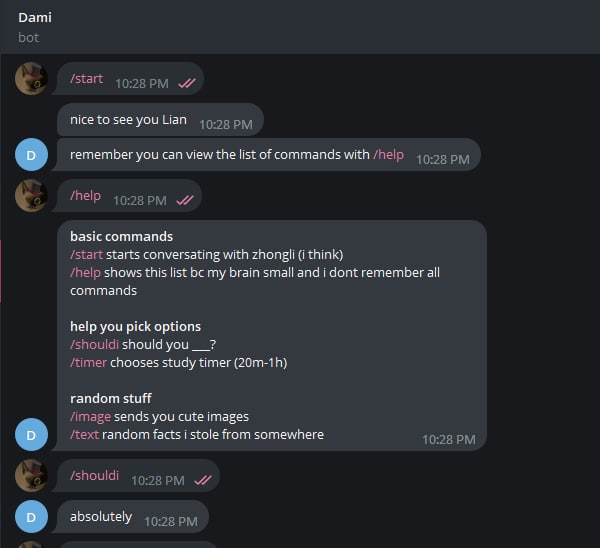 Dami
bot
/start 10:28 PM
nice to see you Lian 10:28 PM
D
remember you can view the list of commands with /help 10:28 PM
/help 10:28 PM
basic commands
/start starts conversating with zhongli (i think)
/help shows this list bc my brain small and i dont remember all
commands
help you pick options
/shouldi should you ___?
/timer chooses study timer (20m-1h)
random stuff
/image sends you cute images
/text random facts i stole from somewhere
D
10:28 PM
/shouldi 10:28 PM
D
absolutely 10:28 PM